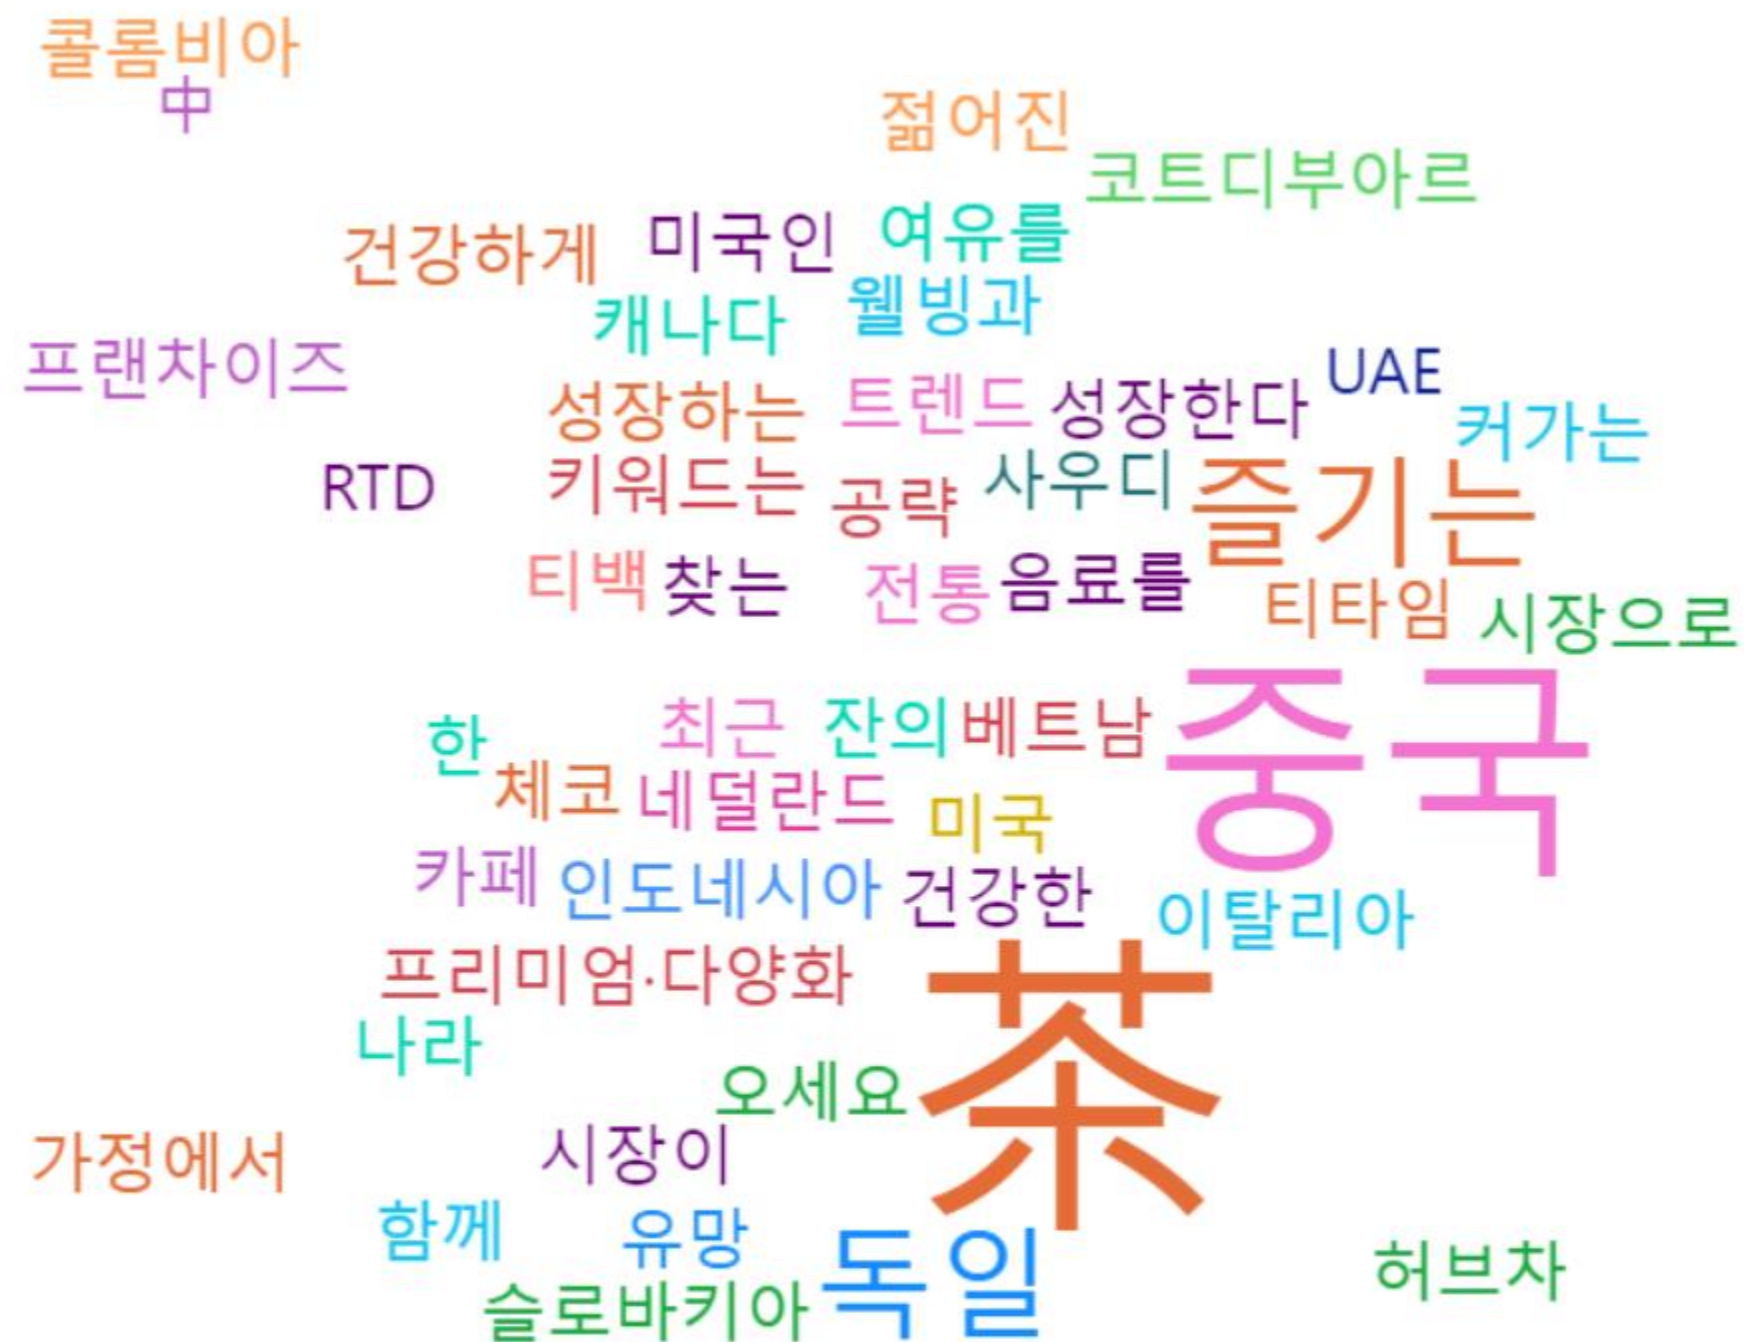 콜롬비아
中
젊어진
코트디부아르
건강하게 미국인 여유를
캐나다 웰빙과
프랜차이즈
성장하는 트렌드 성장한다 UAE 커가는
RTD 키워드는 공략 사우디 즐기는
티백 찾는 전통 음료를 티타임 시장으로
한 최근 잔의 베트남 중국
체코 네덜란드 미국
카페 인도네시아 건강한 이탈리아
프리미엄·다양화 茶
나라
오세요
가정에서 시장이
함께 유망 독일 허브차
슬로바키아